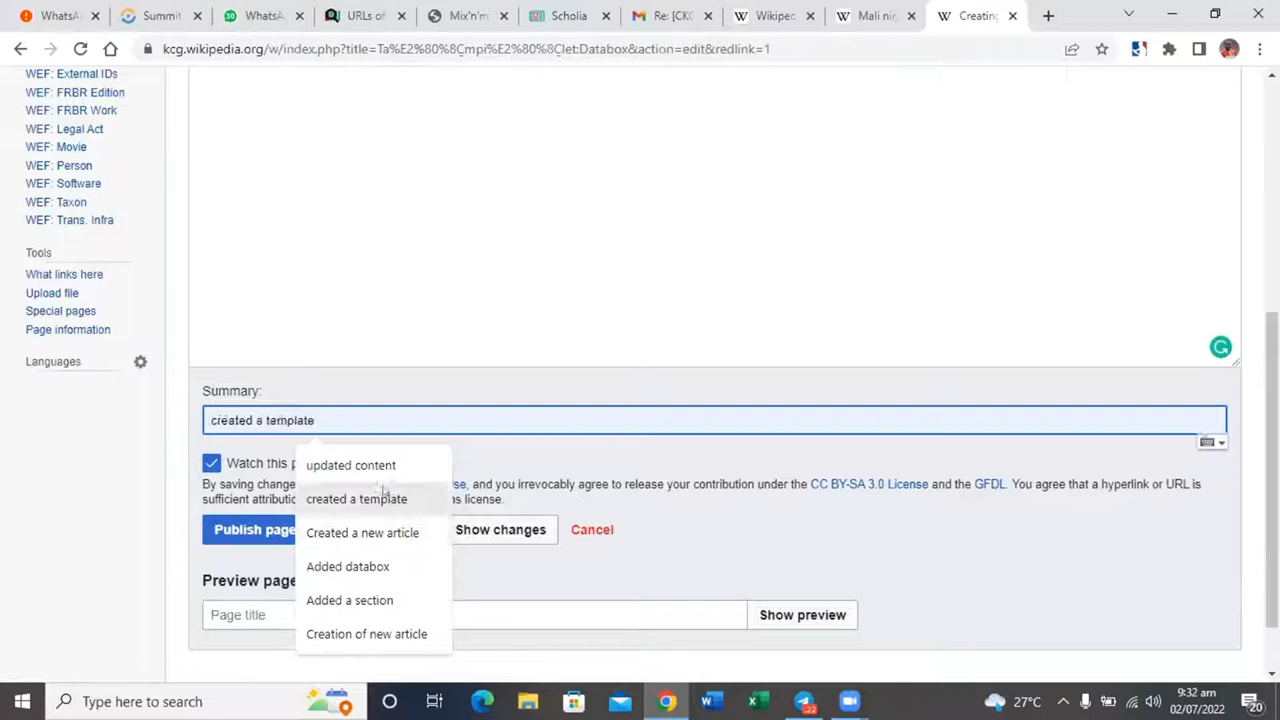 WhatsA
Summit
WhatsA
URLs of
Mix'n'm
Scholia
Re: [CKC
Wikipec
Mali nig
Creating
kcg.wikipedia.org/w/index.php?title=Ta%E2%80%8Cmpi%E2%80%8Clet:Databox&action=edit&redlink=1
WEF: External IDs
WEF: FRBR Edition
WEF: FRBR Work
WEF: Legal Act
WEF: Movie
WEF: Person
WEF: Software
WEF: Taxon
WEF: Trans. Infra
Tools
What links here
Upload file
Special pages
Page information
Languages
Summary:
created a template
Watch this p
By saving change
se, and you irrevocably agree to release your contribution under the CC BY-SA 3.0 License and the GFDL. You agree that a hyperlink or URL is
sufficient attributio
s license.
updated content
created a template
Created a new article
Added databox
Added a section
Creation of new article
Publish page
Show changes
Cancel
Preview page
Page title
Show preview
Type here to search
27°C
9:32 am
02/07/2022
20